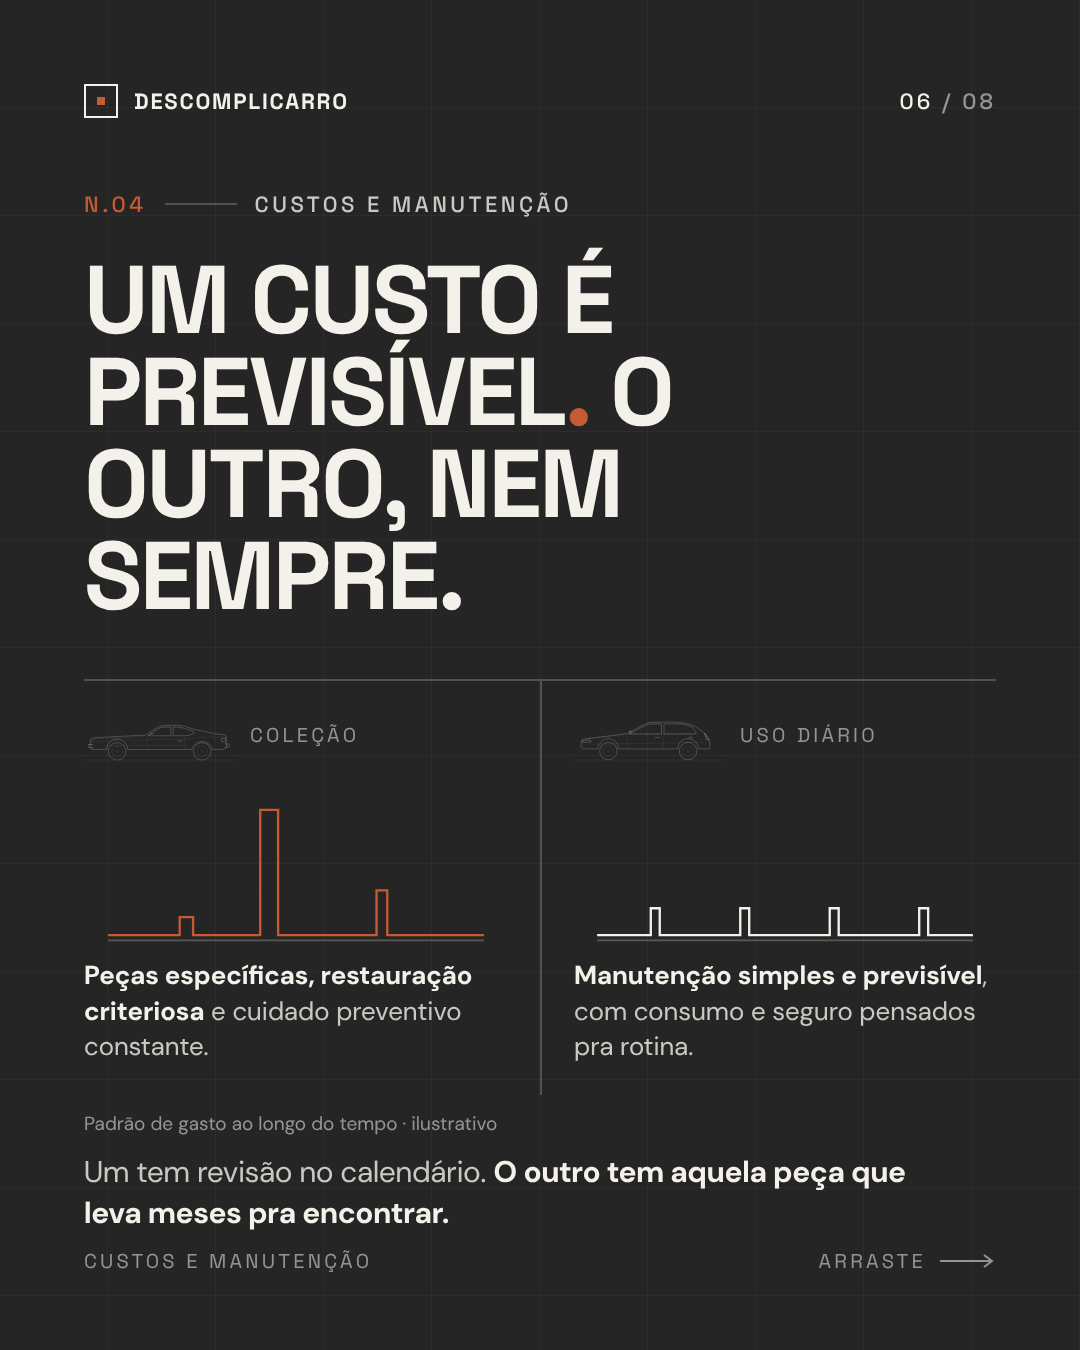 DESCOMPLICARRO
06 / 08
N.04 CUSTOS E MANUTENÇÃO
UM CUSTO É
PREVISÍVEL. O
OUTRO, NEM
SEMPRE.
COLEÇÃO
USO DIÁRIO
Peças específicas, restauração
criteriosa e cuidado preventivo
constante.
Manutenção simples e previsível,
com consumo e seguro pensados
pra rotina.
Padrão de gasto ao longo do tempo · ilustrativo
Um tem revisão no calendário. O outro tem aquela peça que
leva meses pra encontrar.
CUSTOS E MANUTENÇÃO
ARRASTE